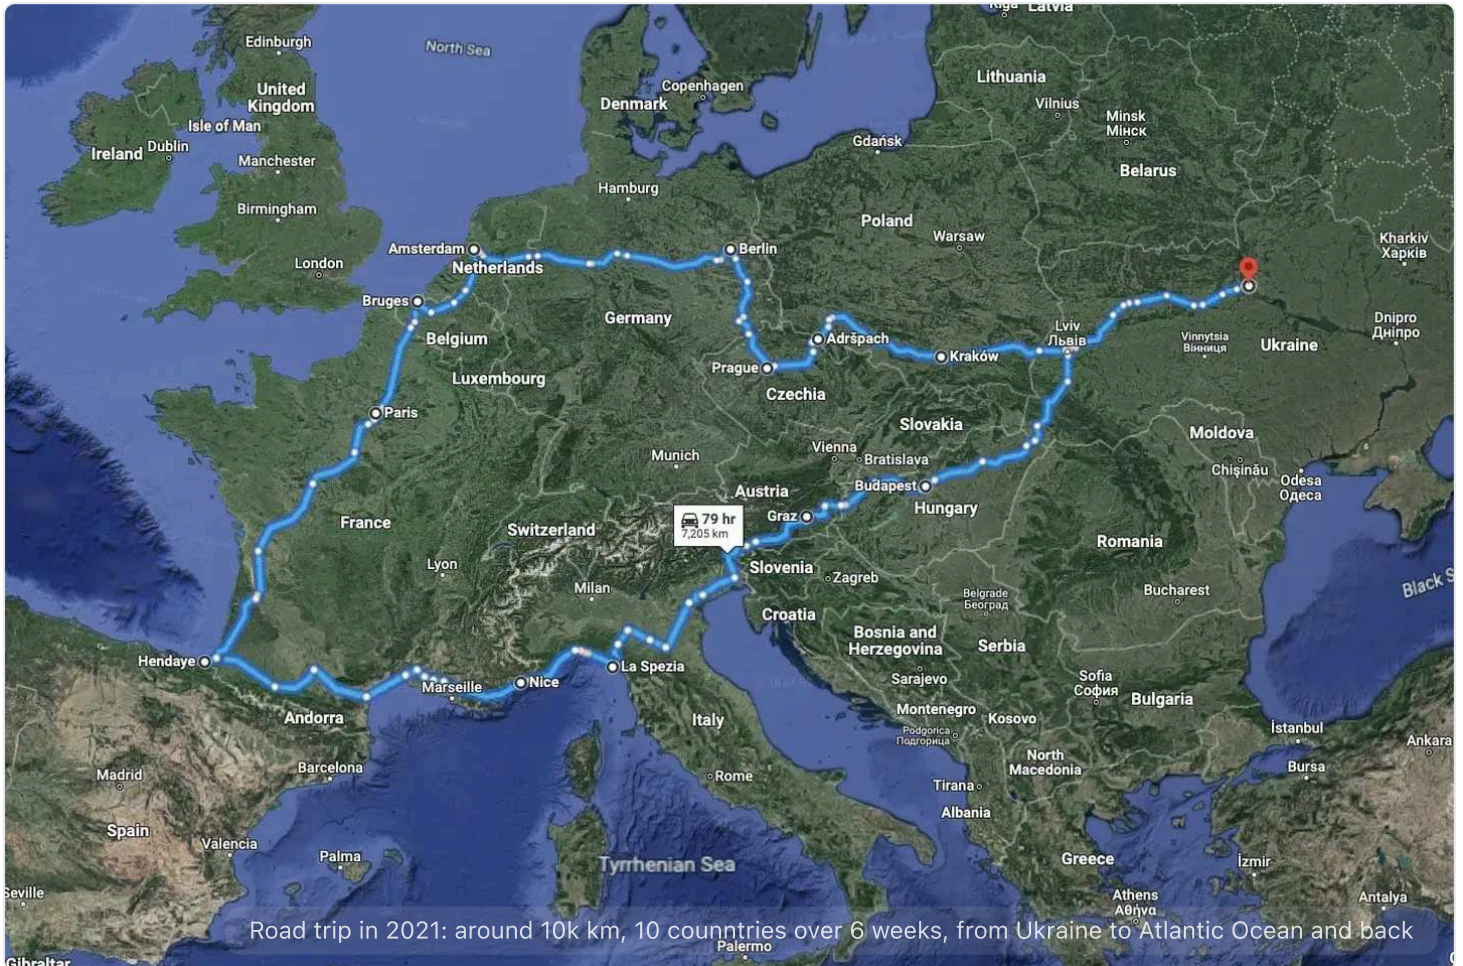 Riga
Latvia
Edinburgh
North Sea
Lithuania
United
Kingdom
Copenhagen
Denmark
Vilnius
Isle of Man
Minsk
Мінск
Ireland
Dublin
Gdańsk
Manchester
Belarus
Hamburg
Birmingham
Poland
Warsaw
Kharkiv
Харків
Amsterdam
Berlin
London
Netherlands
Bruges
Germany
Belgium
Lviv
Львів
Dnipro
Дніпро
Adršpach
Vinnytsia
Вінниця
Ukraine
Kraków
Prague
Luxembourg
Czechia
Paris
Slovakia
Moldova
Vienna
Munich
Bratislava
Chișinău
Budapest
Odesa
Одеса
Austria
Hungary
79 hr
7,205 km
Graz
France
Switzerland
Romania
Lyon
Slovenia
Zagreb
Milan
Black S
Belgrade
Београд
Bucharest
Croatia
Bosnia and
Herzegovina
Serbia
Hendaye
La Spezia
Sarajevo
Sofia
София
Nice
Marseille
Bulgaria
Andorra
Montenegro
Kosovo
Italy
Podgorica
Подгорица
İstanbul
Ankara
North
Macedonia
Barcelona
Madrid
Rome
Bursa
Tirana
Albania
Spain
Valencia
Palma
Tyrrhenian Sea
Greece
İzmir
Seville
Athens
Αθήνα
Antalya
Road trip in 2021: around 10k km, 10 counntries over 6 weeks, from Ukraine to Atlantic Ocean and back
Palermo
Gibraltar